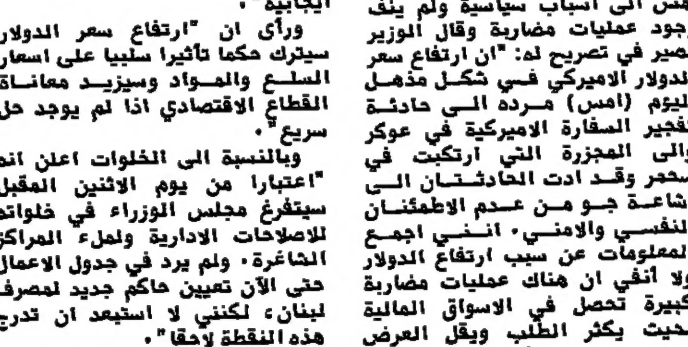 امس الى اسباب سياسية ولم ينف
وجود عمليات مضاربة وقال الوزير
نصير في تصريح له: "ان ارتفاع سعر
الدولار الاميركي في شكل مذهل
اليوم (امس) مرده الى حادثة
تفجير السفارة الاميركية في عوكر
والى المجزرة التي ارتكبت في
سحمر وقد ادت الحادثتان الى
اشاعة جو من عدم الاطمئنان
النفسي والامني، انني اجمع
المعلومات عن سبب ارتفاع الدولار
ولا أنفي ان هناك عمليات مضاربة
كبيرة تحصل في الاسواق المالية
بحيث يكثر الطلب ويقل العرض
ايجابية".
ورأى ان "ارتفاع سعر الدولار
سيترك حكما تأثيرا سلبيا على اسعار
السلع والمواد وسيزيد معاناة
القطاع الاقتصادي اذا لم يوجد حل
سريع".
وبالنسبة الى الخلوات اعلن انه
"اعتبارا من يوم الاثنين المقبل
سيتفرغ مجلس الوزراء في خلواته
للاصلاحات الادارية ولملء المراكز
الشاغرة، ولم يرد في جدول الاعمال
حتى الآن تعيين حاكم جديد لمصرف
لبنان، لكنني لا استبعد ان تدرج
هذه النقطة لاحقا".